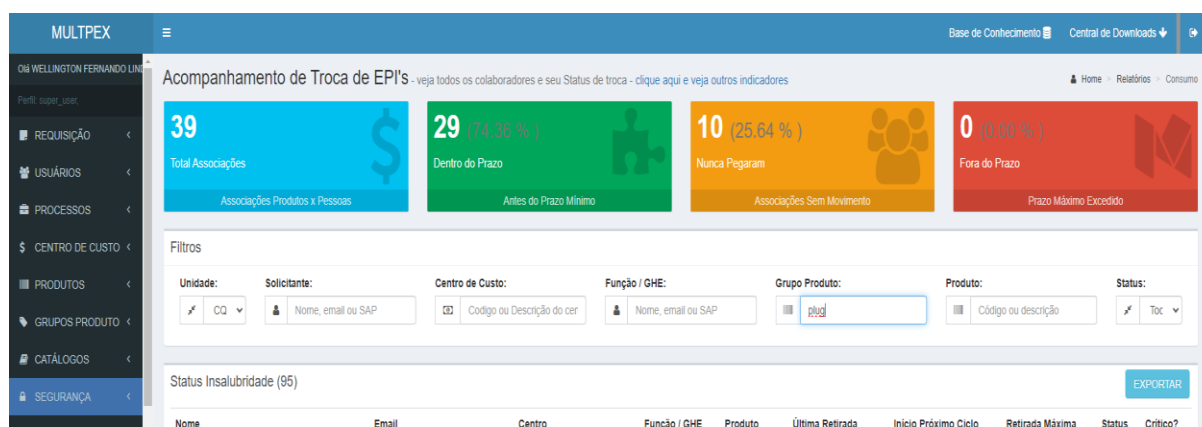 MULTPEX
Base de Conhecimento Central de Downloads
Olá WELLINGTON FERNANDO LIN
Acompanhamento de Troca de EPI's - veja todos os colaboradores e seu Status de troca - clique aqui e veja outros indicadores
Home > Relatórios > Consumo
Perfil: super_user,
REQUISIÇÃO
USUÁRIOS
PROCESSOS
CENTRO DE CUSTO
PRODUTOS
GRUPOS PRODUTO
CATÁLOGOS
SEGURANÇA
39
Total Associações
Associações Produtos x Pessoas
29 (74.36 % )
Dentro do Prazo
Antes do Prazo Mínimo
10 (25.64 % )
Nunca Pegaram
Associações Sem Movimento
0 (0.00 % )
Fora do Prazo
Prazo Máximo Excedido
Filtros
Unidade: Solicitante: Centro de Custo: Função / GHE: Grupo Produto: Produto: Status:
CQ Nome, email ou SAP Codigo ou Descrição do cer Nome, email ou SAP plug Código ou descrição Toc
Status Insalubridade (95)
EXPORTAR
Nome Email Centro Função / GHE Produto Última Retirada Início Próximo Ciclo Retirada Máxima Status Crítico?